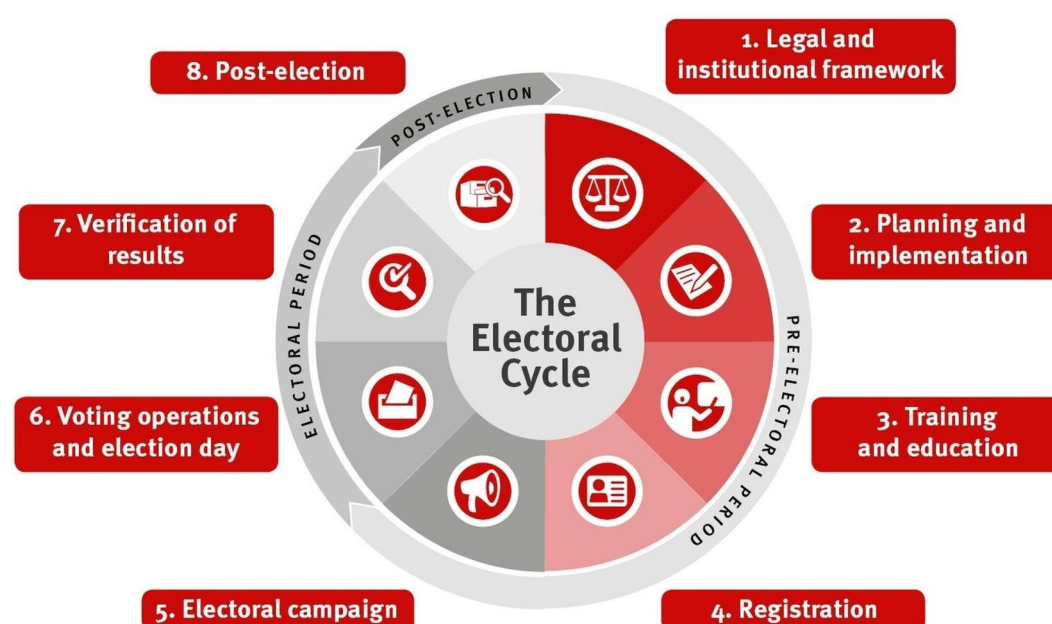 1. Legal and
institutional framework
2. Planning and
implementation
3. Training
and education
4. Registration
5. Electoral campaign
6. Voting operations
and election day
7. Verification of
results
8. Post-election
The
Electoral
Cycle
PRE-ELECTORAL PERIOD
ELECTORAL PERIOD
POST-ELECTION